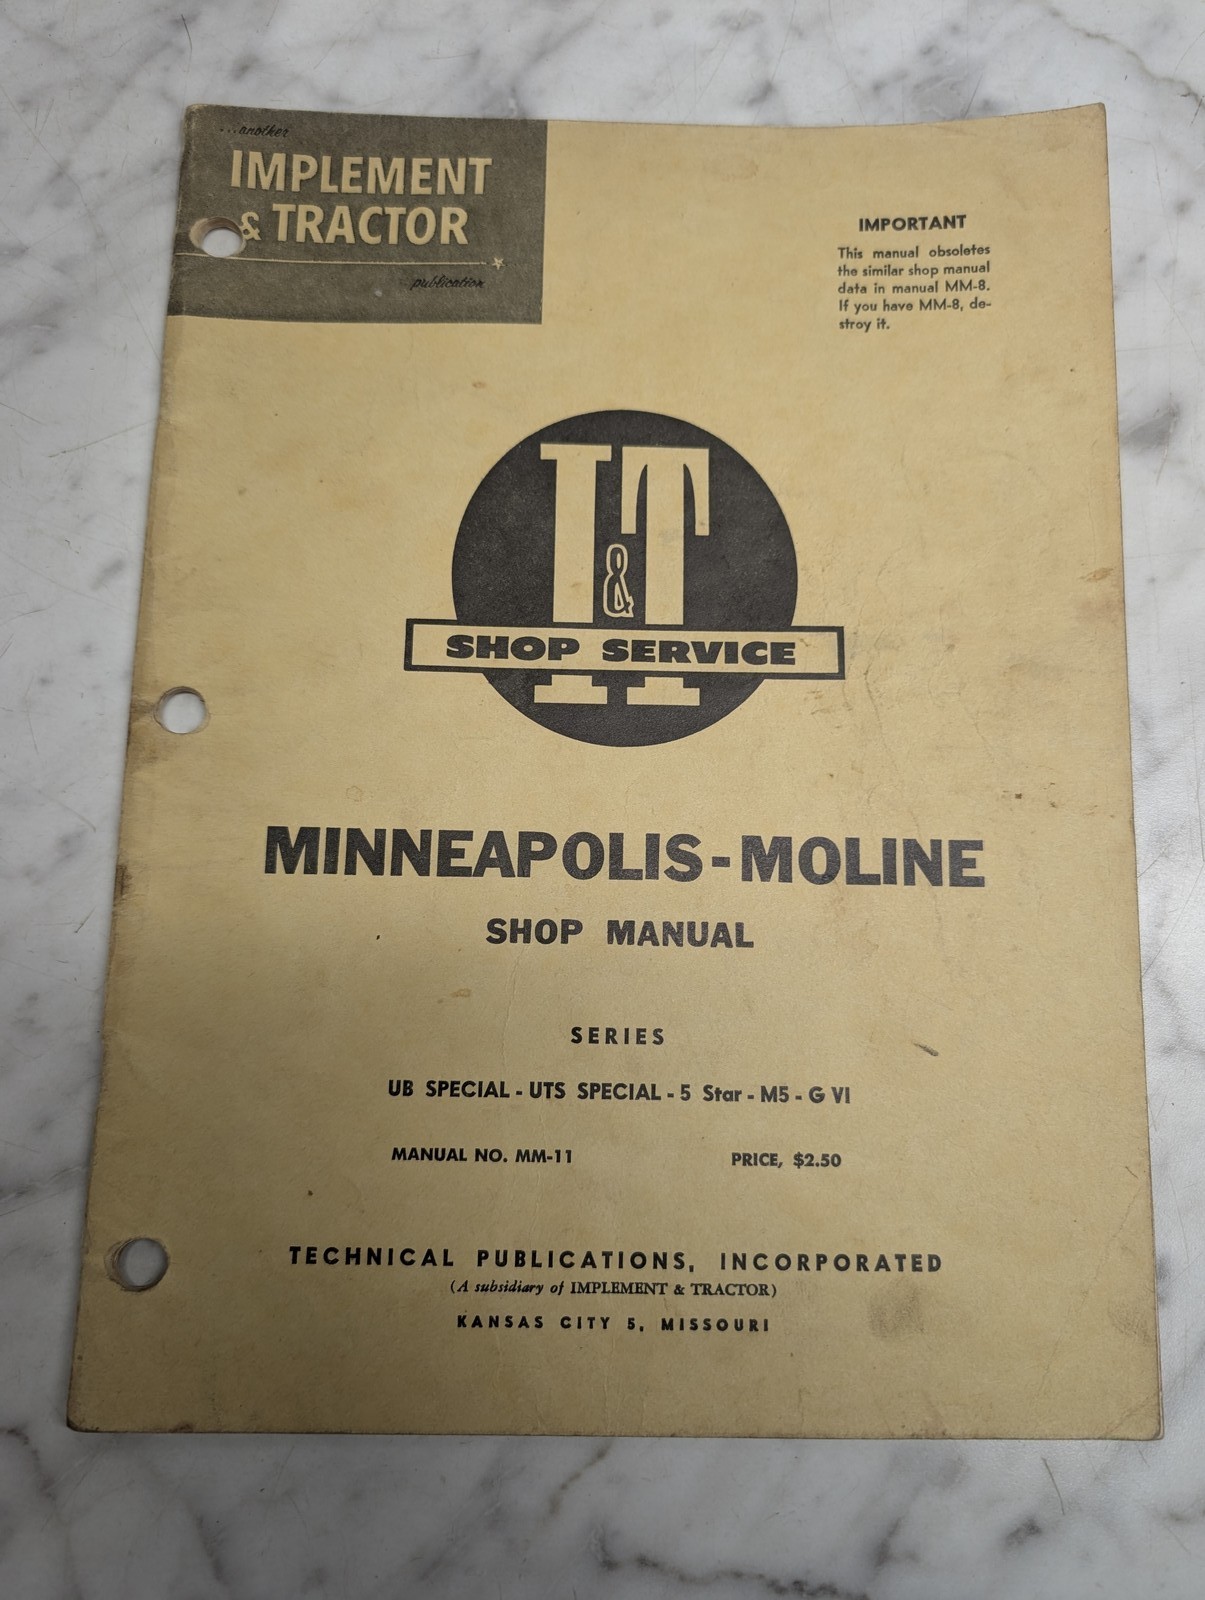 ...another
IMPLEMENT
& TRACTOR
publication
IMPORTANT
This manual obsoletes
the similar shop manual
data in manual MM-8.
If you have MM-8, de-
stroy it.
I&T
SHOP SERVICE
MINNEAPOLIS-MOLINE
SHOP MANUAL
SERIES
UB SPECIAL - UTS SPECIAL - 5 Star - M5 - G VI
MANUAL NO. MM-11 PRICE, $2.50
TECHNICAL PUBLICATIONS, INCORPORATED
(A subsidiary of IMPLEMENT & TRACTOR)
KANSAS CITY 5, MISSOURI